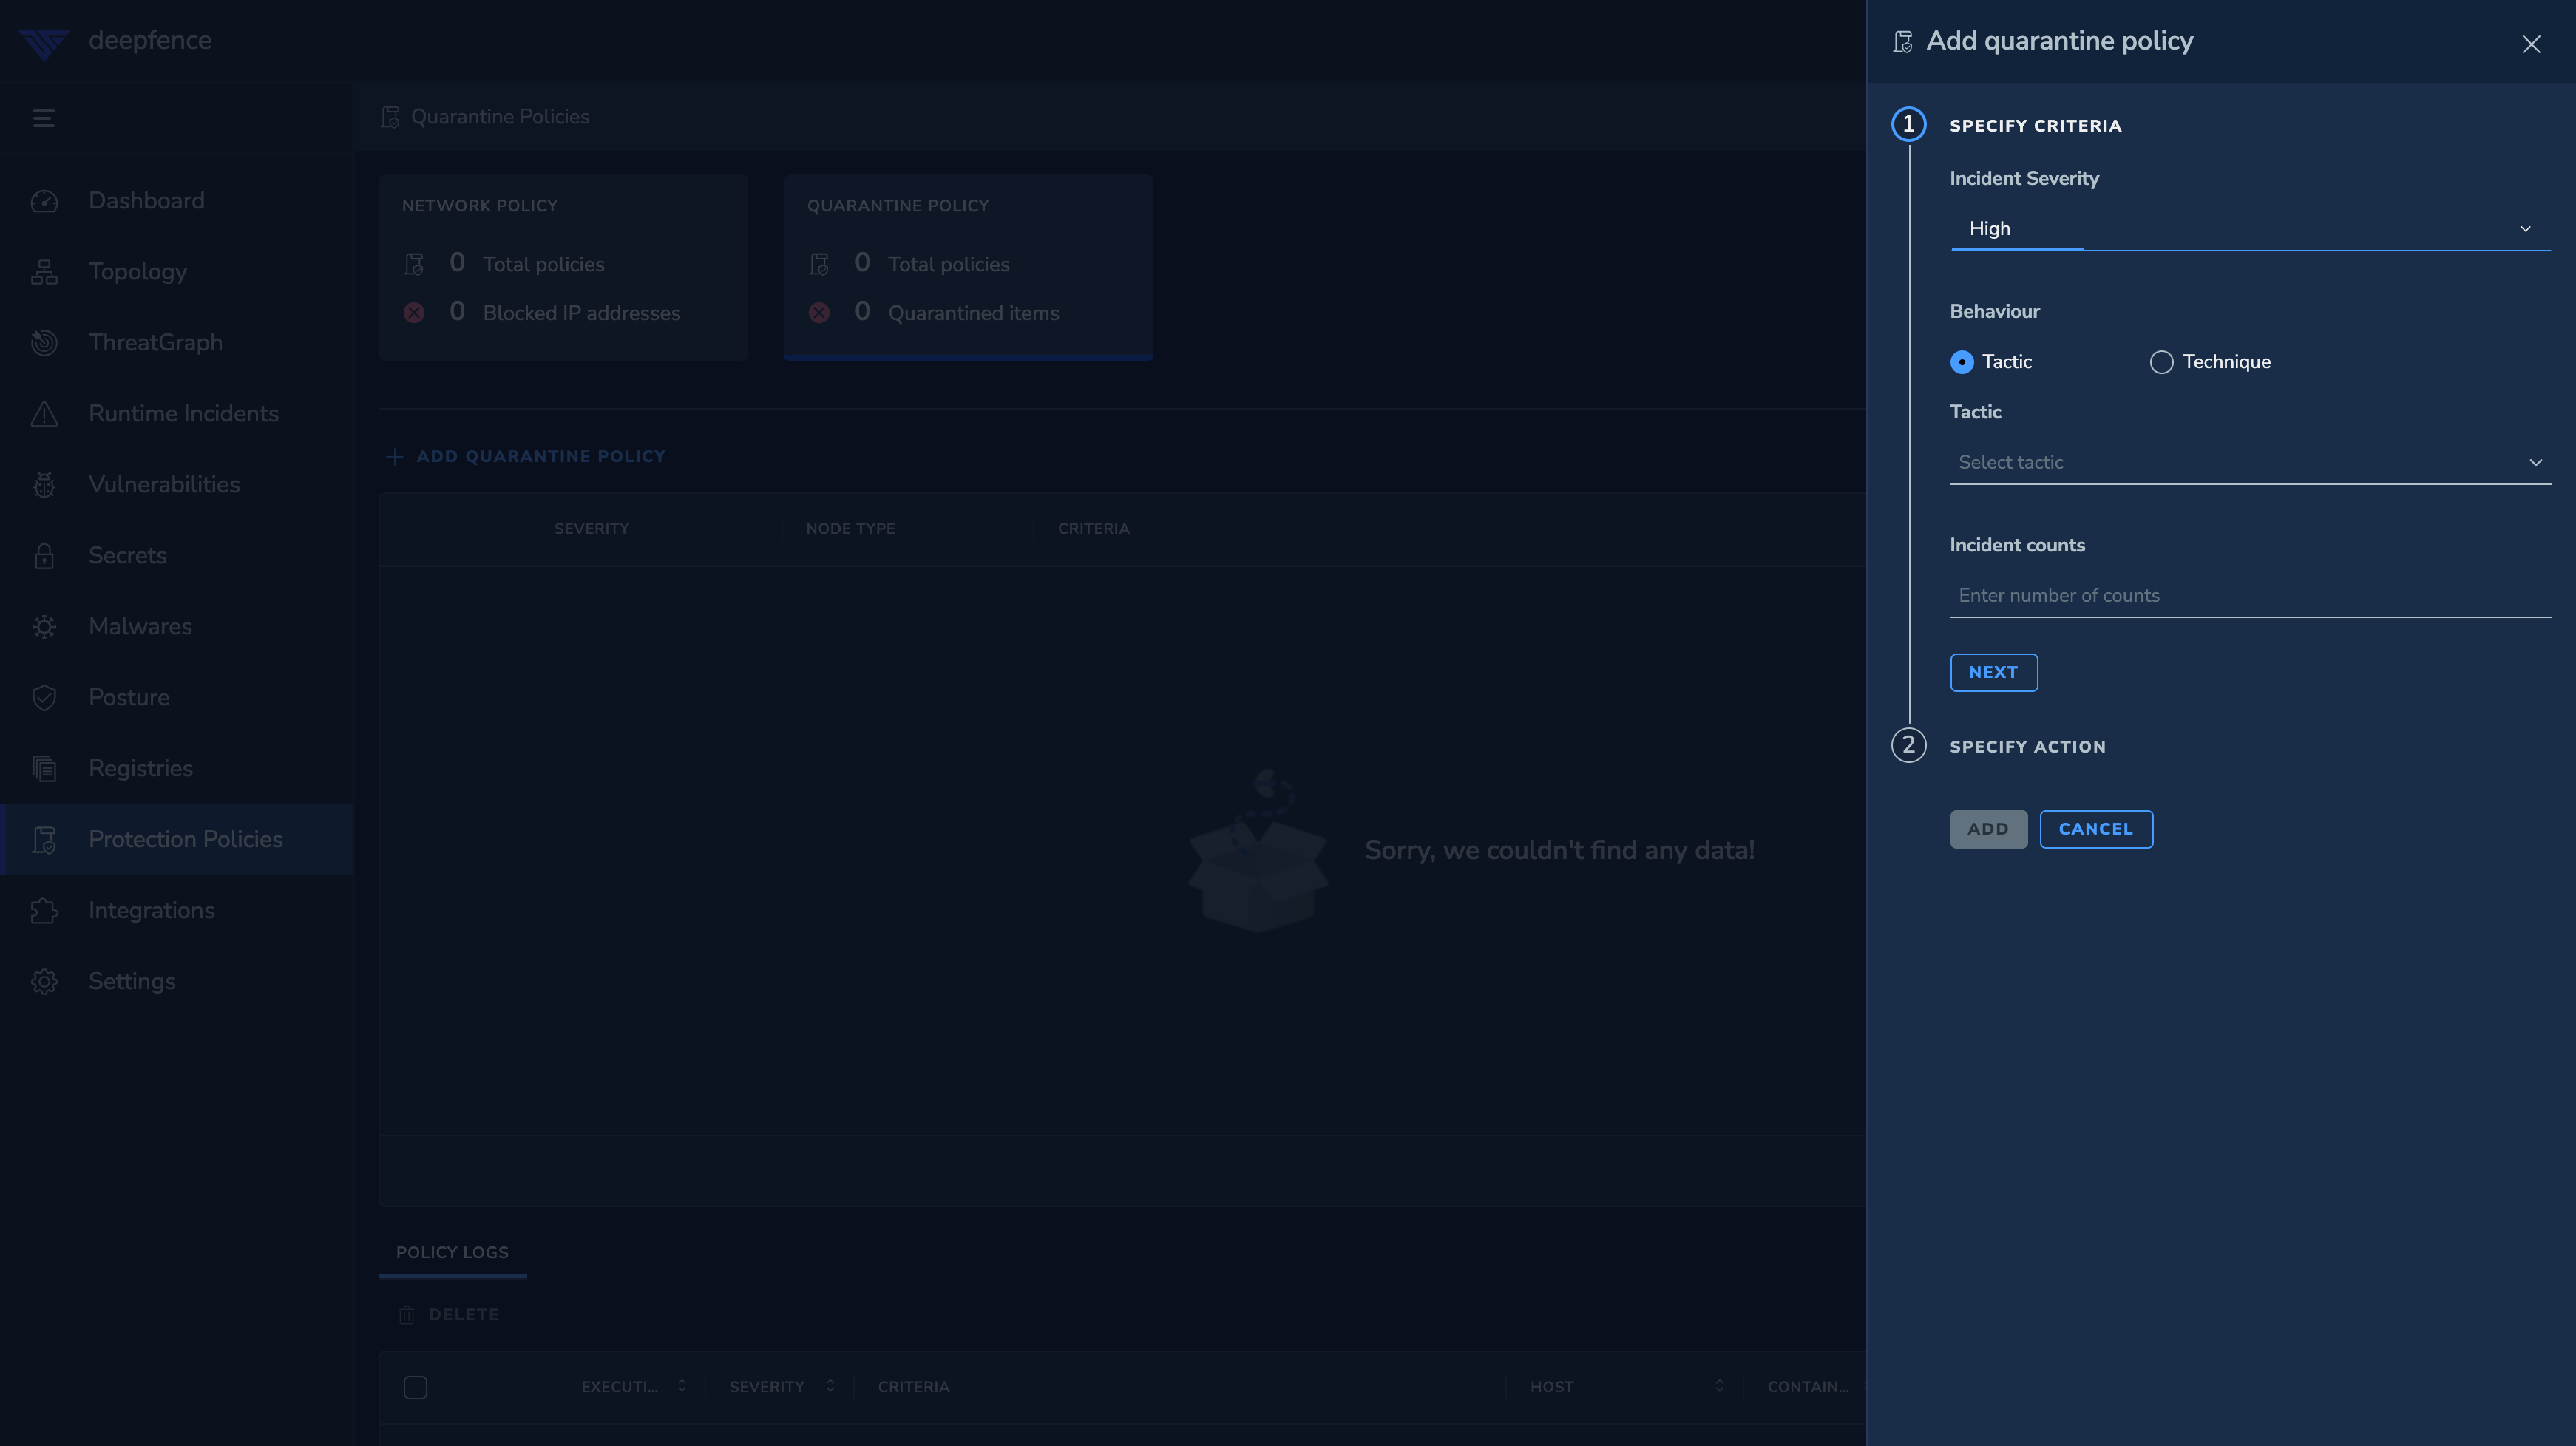 deepfence
Dashboard
Topology
ThreatGraph
Runtime Incidents
Vulnerabilities
Secrets
Malwares
Posture
Registries
Protection Policies
Integrations
Settings
Quarantine Policies
NETWORK POLICY
0 Total policies
0 Blocked IP addresses
QUARANTINE POLICY
0 Total policies
0 Quarantined items
ADD QUARANTINE POLICY
SEVERITY NODE TYPE CRITERIA
Sorry, we couldn't find any data!
POLICY LOGS
DELETE
EXECUTI... SEVERITY CRITERIA HOST CONTAIN...
Add quarantine policy
1 SPECIFY CRITERIA
Incident Severity
High
Behaviour
Tactic Technique
Tactic
Select tactic
Incident counts
Enter number of counts
NEXT
2 SPECIFY ACTION
ADD CANCEL